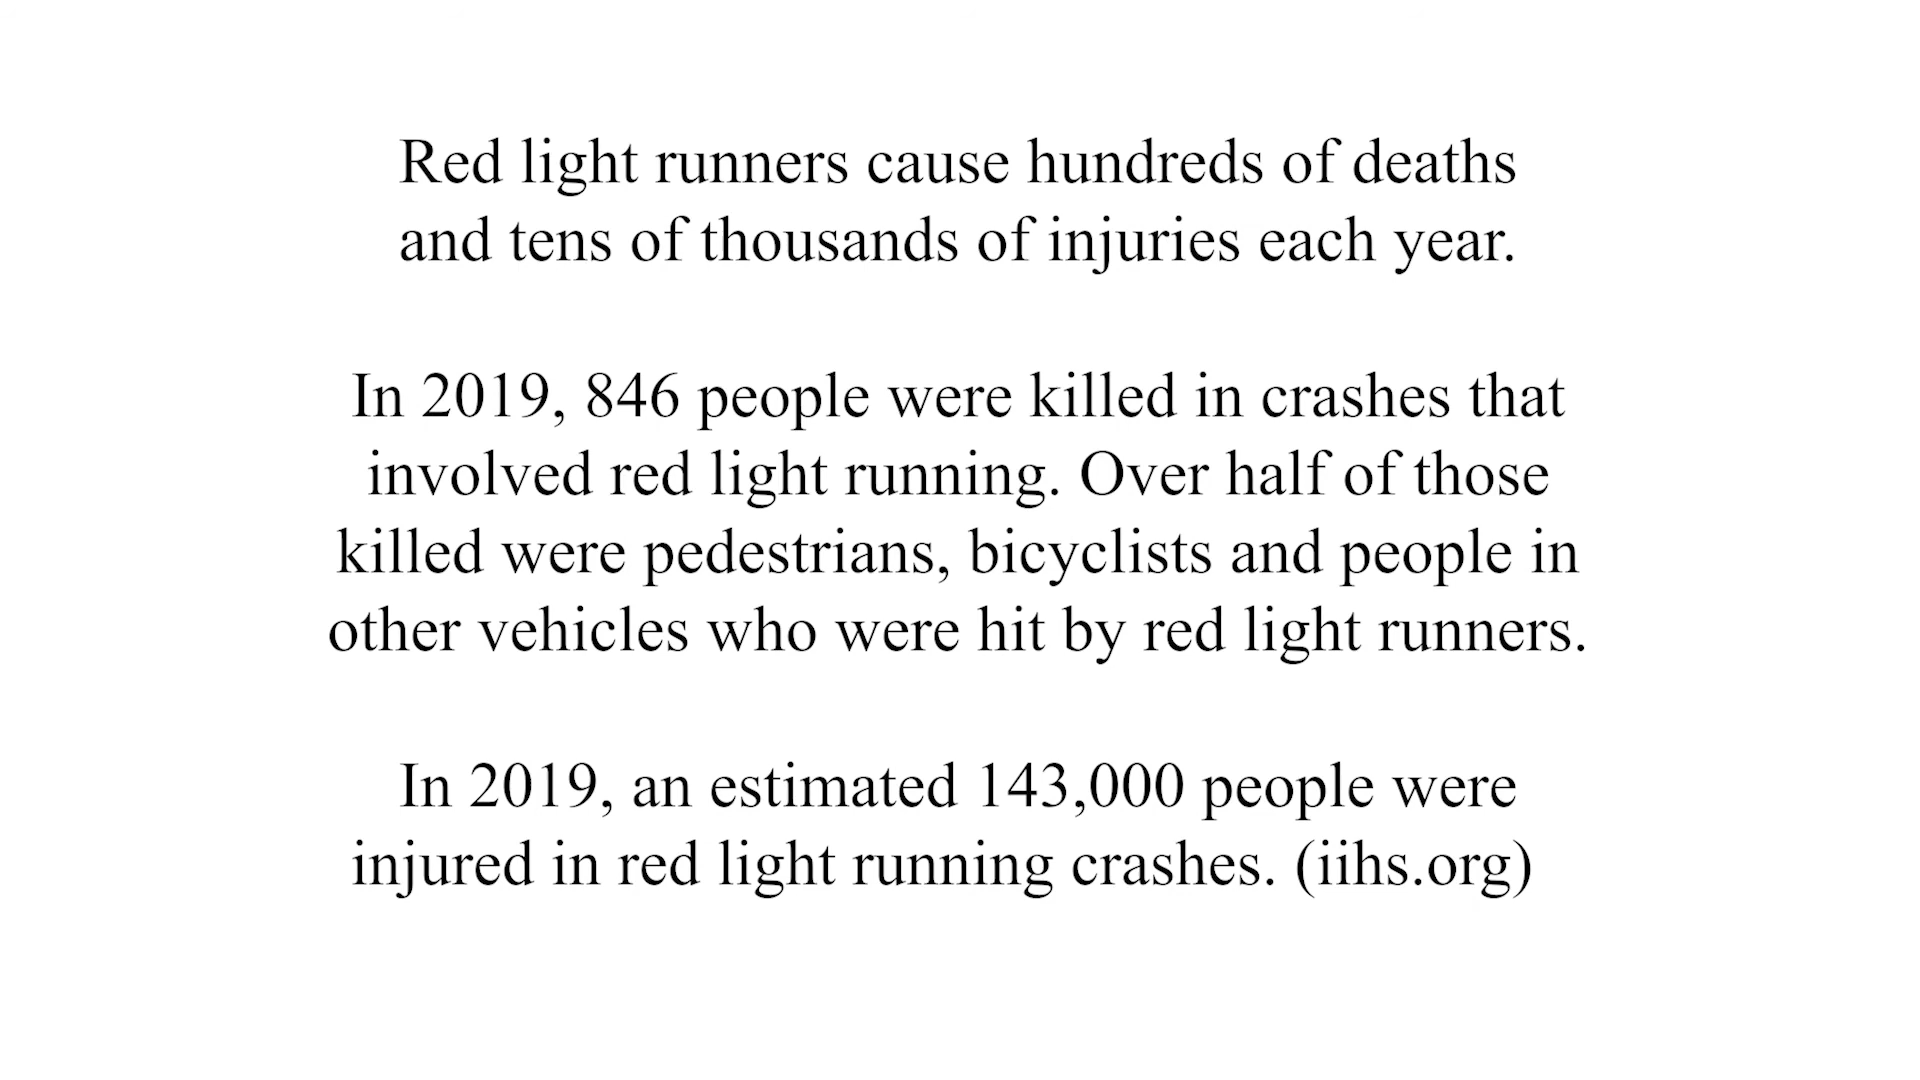 Red light runners cause hundreds of deaths
and tens of thousands of injuries each year.
In 2019, 846 people were killed in crashes that
involved red light running. Over half of those
killed were pedestrians, bicyclists and people in
other vehicles who were hit by red light runners.
In 2019, an estimated 143,000 people were
injured in red light running crashes. (iihs.org)